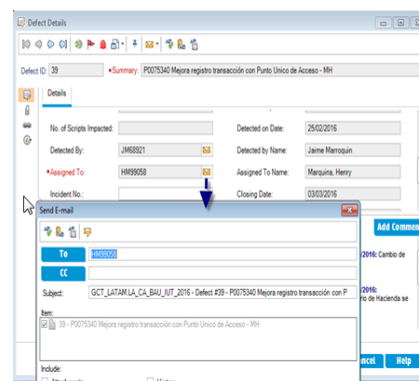 Defect Details
Defect ID: 39 *Summary: P0075340 Mejora registro transacción con Punto Unico de Acceso - MH
Details
No. of Scripts Impacted: Detected on Date: 25/02/2016
Detected By: JM68921 Detected by Name: Jaime Marroquin
*Assigned To: HM99058 Assigned To Name: Marquina, Henry
Incident No.: Closing Date: 03/03/2016
Send E-mail
Add Commen
To HM99058
/2016: Cambio de
CC
Subject: GCT_LATAM.LA_CA_BAU_IUT_2016 - Defect #39 - P0075340 Mejora registro transacción con P
/2016:
rio de Hacienda se
Item:
39 - P0075340 Mejora registro transacción con Punto Unico de Acceso - MH
ncel Help
Include: